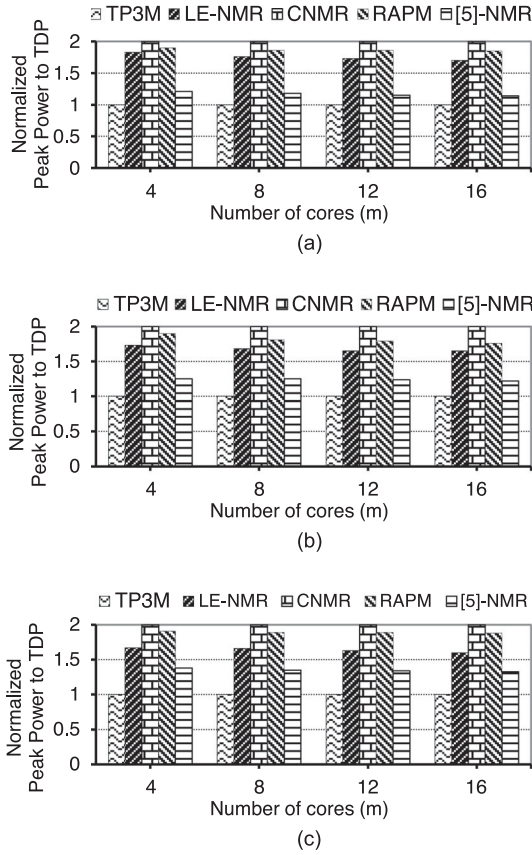 TP3M LE-NMR CNMR RAPM [5]-NMR
Normalized
Peak Power to TDP
2
1.5
1
0.5
0
4 8 12 16
Number of cores (m)
(a)
TP3M LE-NMR CNMR RAPM [5]-NMR
Normalized
Peak Power to TDP
2
1.5
1
0.5
0
4 8 12 16
Number of cores (m)
(b)
TP3M LE-NMR CNMR RAPM [5]-NMR
Normalized
Peak Power to TDP
2
1.5
1
0.5
0
4 8 12 16
Number of cores (m)
(c)